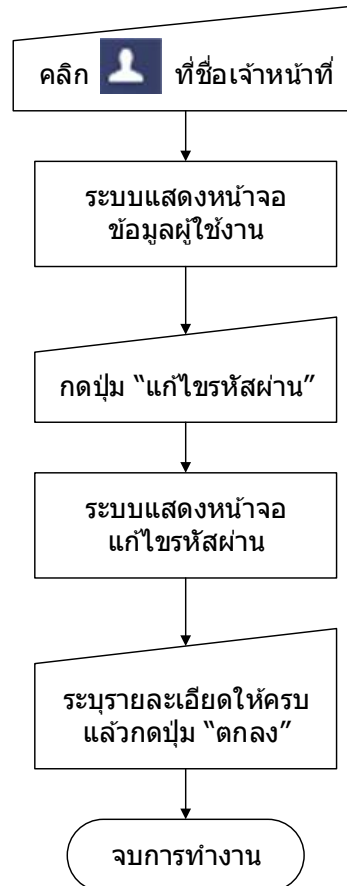 คลิก ที่ชื่อเจ้าหน้าที่
ระบบแสดงหน้าจอ
ข้อมูลผู้ใช้งาน
กดปุ่ม “แก้ไขรหัสผ่าน”
ระบบแสดงหน้าจอ
แก้ไขรหัสผ่าน
ระบุรายละเอียดให้ครบ
แล้วกดปุ่ม “ตกลง”
จบการทำงาน